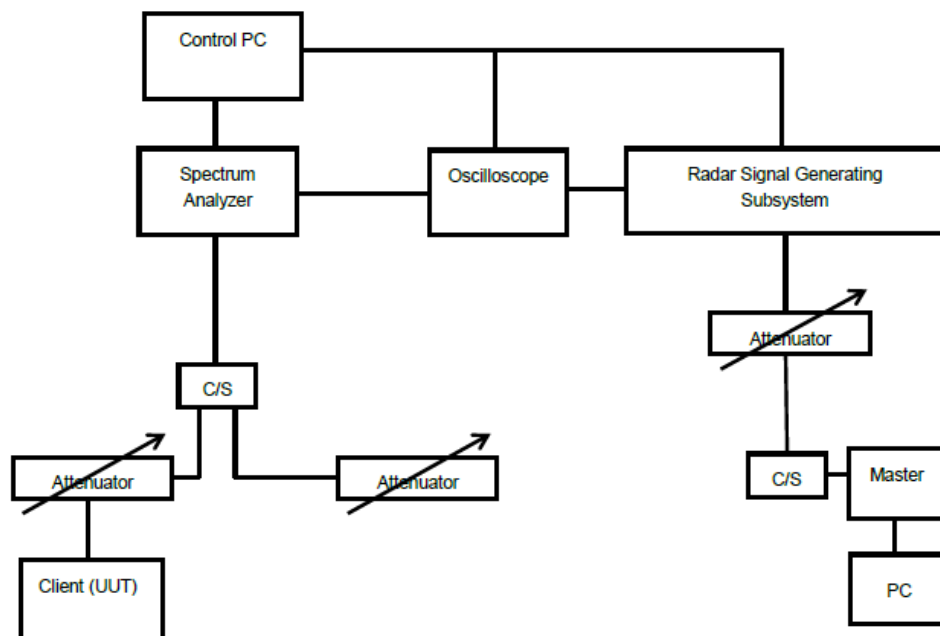 Control PC
Spectrum
Analyzer
Oscilloscope
Radar Signal Generating
Subsystem
Attenuator
C/S
Attenuator
Attenuator
C/S
Master
Client (UUT)
PC